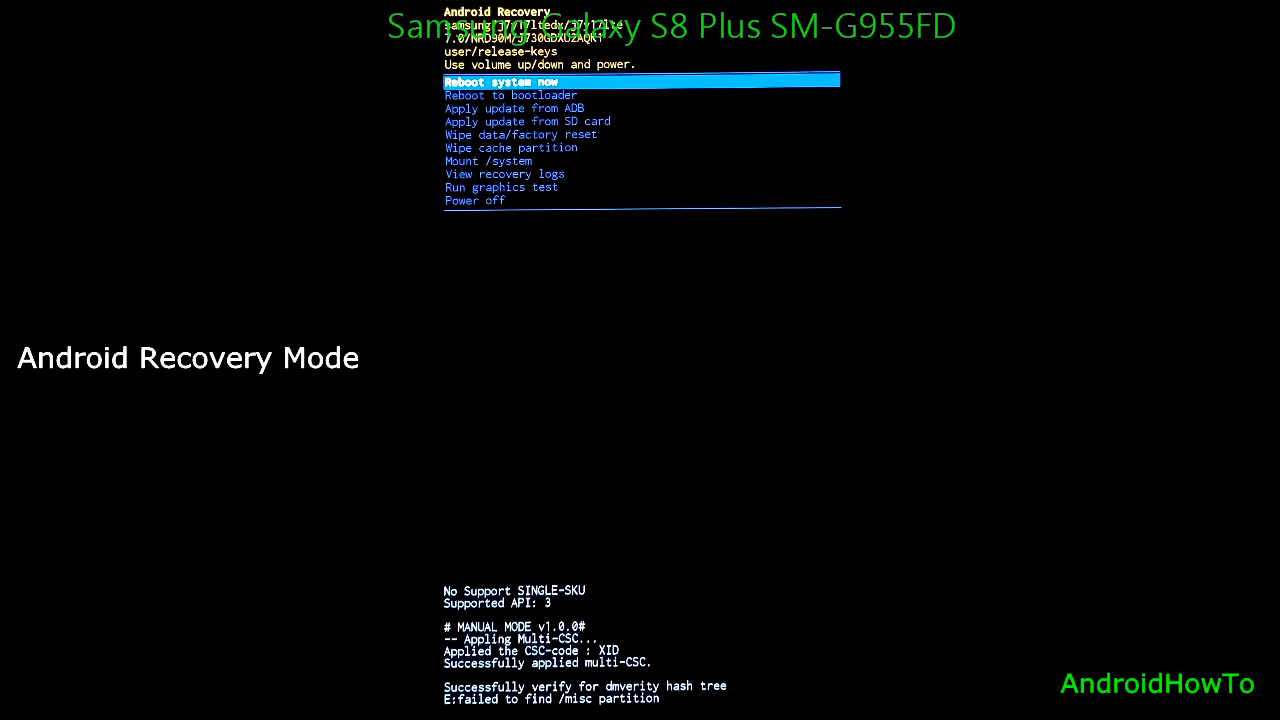 Android Recovery
Samsung Galaxy S8 Plus SM-G955FD
7.0/NRD90M/J730GDXU2AQK1
user/release-keys
Use volume up/down and power.
Reboot system now
Reboot to bootloader
Apply update from ADB
Apply update from SD card
Wipe data/factory reset
Wipe cache partition
Mount /system
View recovery logs
Run graphics test
Power off
Android Recovery Mode
No Support SINGLE-SKU
Supported API: 3
# MANUAL MODE v1.0.0#
-- Appling Multi-CSC...
Applied the CSC-code : XID
Successfully applied multi-CSC.
Successfully verify for dmverity hash tree
E:failed to find /misc partition
AndroidHowTo